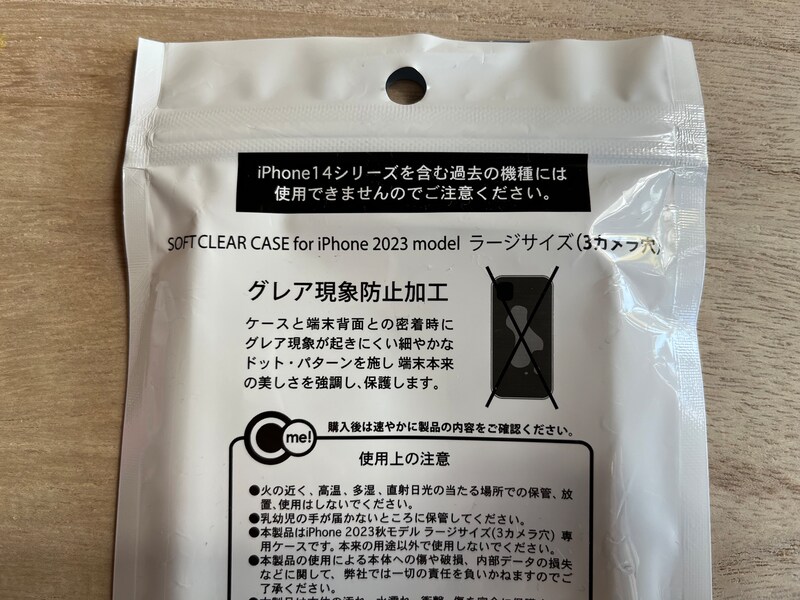 iPhone14シリーズを含む過去の機種には
使用できませんのでご注意ください。
SOFT CLEAR CASE for iPhone 2023 model ラージサイズ(3カメラ穴)
グレア現象防止加工
ケースと端末背面との密着時に
グレア現象が起きにくい細やかな
ドット・パターンを施し 端末本来
の美しさを強調し、保護します。
me!
購入後は速やかに製品の内容をご確認ください。
使用上の注意
●火の近く、高温、多湿、直射日光の当たる場所での保管、放
置、使用はしないでください。
●乳幼児の手が届かないところに保管してください。
●本製品はiPhone 2023秋モデル ラージサイズ(3カメラ穴) 専
用ケースです。本来の用途以外で使用しないでください。
●本製品の使用による本体への傷や破損、内部データの損失
などに関して、弊社では一切の責任を負いかねますのでご
了承ください。